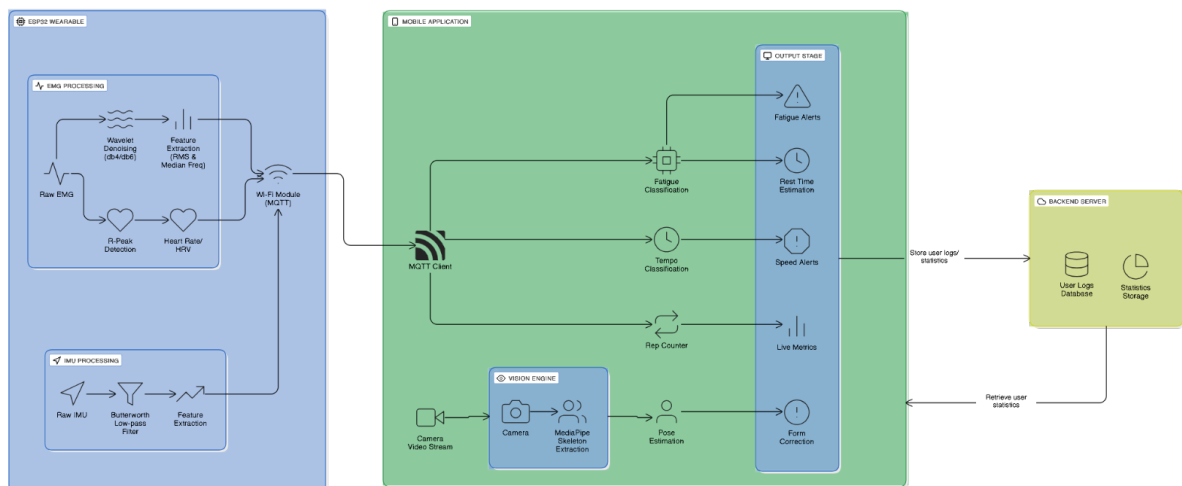 ESP32 WEARABLE
EMG PROCESSING
Raw EMG
Wavelet
Denoising
(db4/db6)
Feature
Extraction
(RMS &
Median Freq)
R-Peak
Detection
Heart Rate/
HRV
Wi-Fi Module
(MQTT)
IMU PROCESSING
Raw IMU
Butterworth
Low-pass
Filter
Feature
Extraction
MOBILE APPLICATION
MQTT Client
Fatigue
Classification
Tempo
Classification
Rep Counter
Camera
Video Stream
VISION ENGINE
Camera
MediaPipe
Skeleton
Extraction
Pose
Estimation
OUTPUT STAGE
Fatigue Alerts
Rest Time
Estimation
Speed Alerts
Live Metrics
Form
Correction
Store user logs/
statistics
BACKEND SERVER
User Logs
Database
Statistics
Storage
Retrieve user
statistics